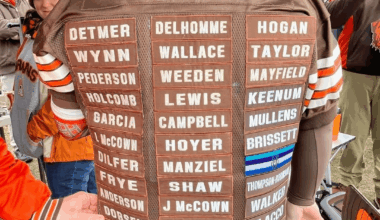 DETMER
WYNN
PEDERSON
HOLCOMB
GARCIA
McCOWN
DILFER
FRYE
ANDERSON
DELHOMME
WALLACE
WEEDEN
LEWIS
CAMPBELL
HOYER
MANZIEL
SHAW
J McCOWN
HOGAN
TAYLOR
MAYFIELD
KEENUM
MULLENS
BRISSETT
WALKER